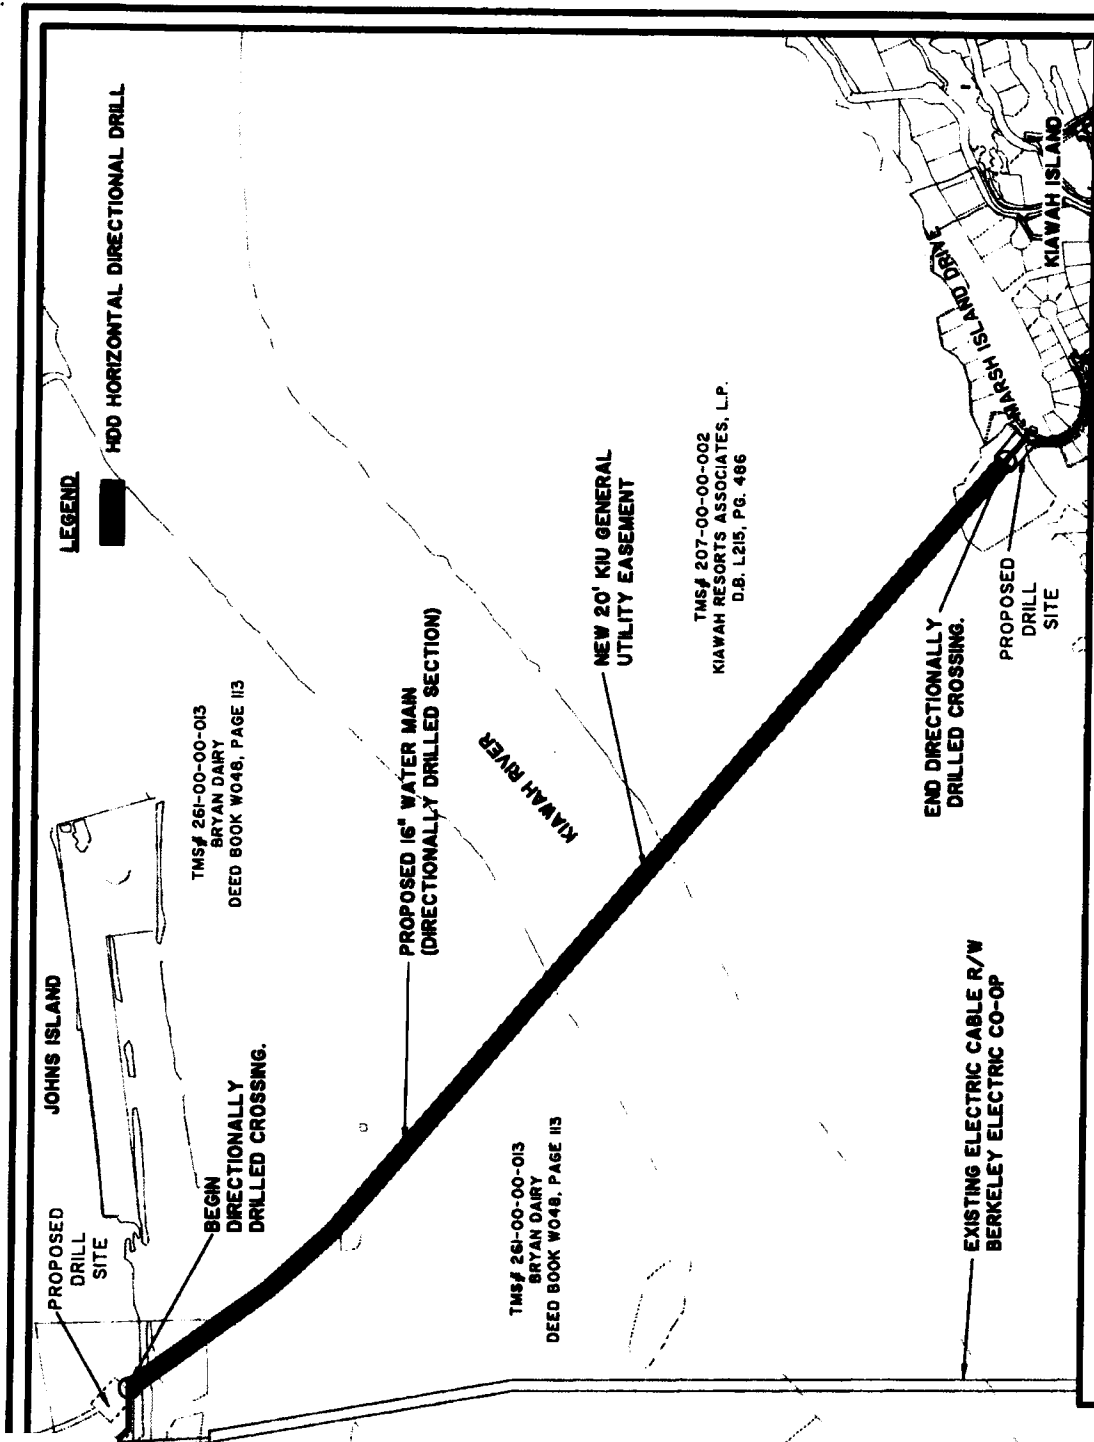 LEGEND
HDD HORIZONTAL DIRECTIONAL DRILL
JOHNS ISLAND
PROPOSED
DRILL
SITE
BEGIN
DIRECTIONALLY
DRILLED CROSSING.
TMS# 261-00-00-013
BRYAN DAIRY
DEED BOOK W048, PAGE 113
PROPOSED 16" WATER MAIN
(DIRECTIONALLY DRILLED SECTION)
KIAWAH RIVER
NEW 20' KIU GENERAL
UTILITY EASEMENT
TMS# 261-00-00-013
BRYAN DAIRY
DEED BOOK W048, PAGE 113
TMS# 207-00-00-002
KIAWAH RESORTS ASSOCIATES, L.P.
D.B. L215, PG. 486
MARSH ISLAND DRIVE
KIAWAH ISLAND
END DIRECTIONALLY
DRILLED CROSSING.
PROPOSED
DRILL
SITE
EXISTING ELECTRIC CABLE R/W
BERKELEY ELECTRIC CO-OP